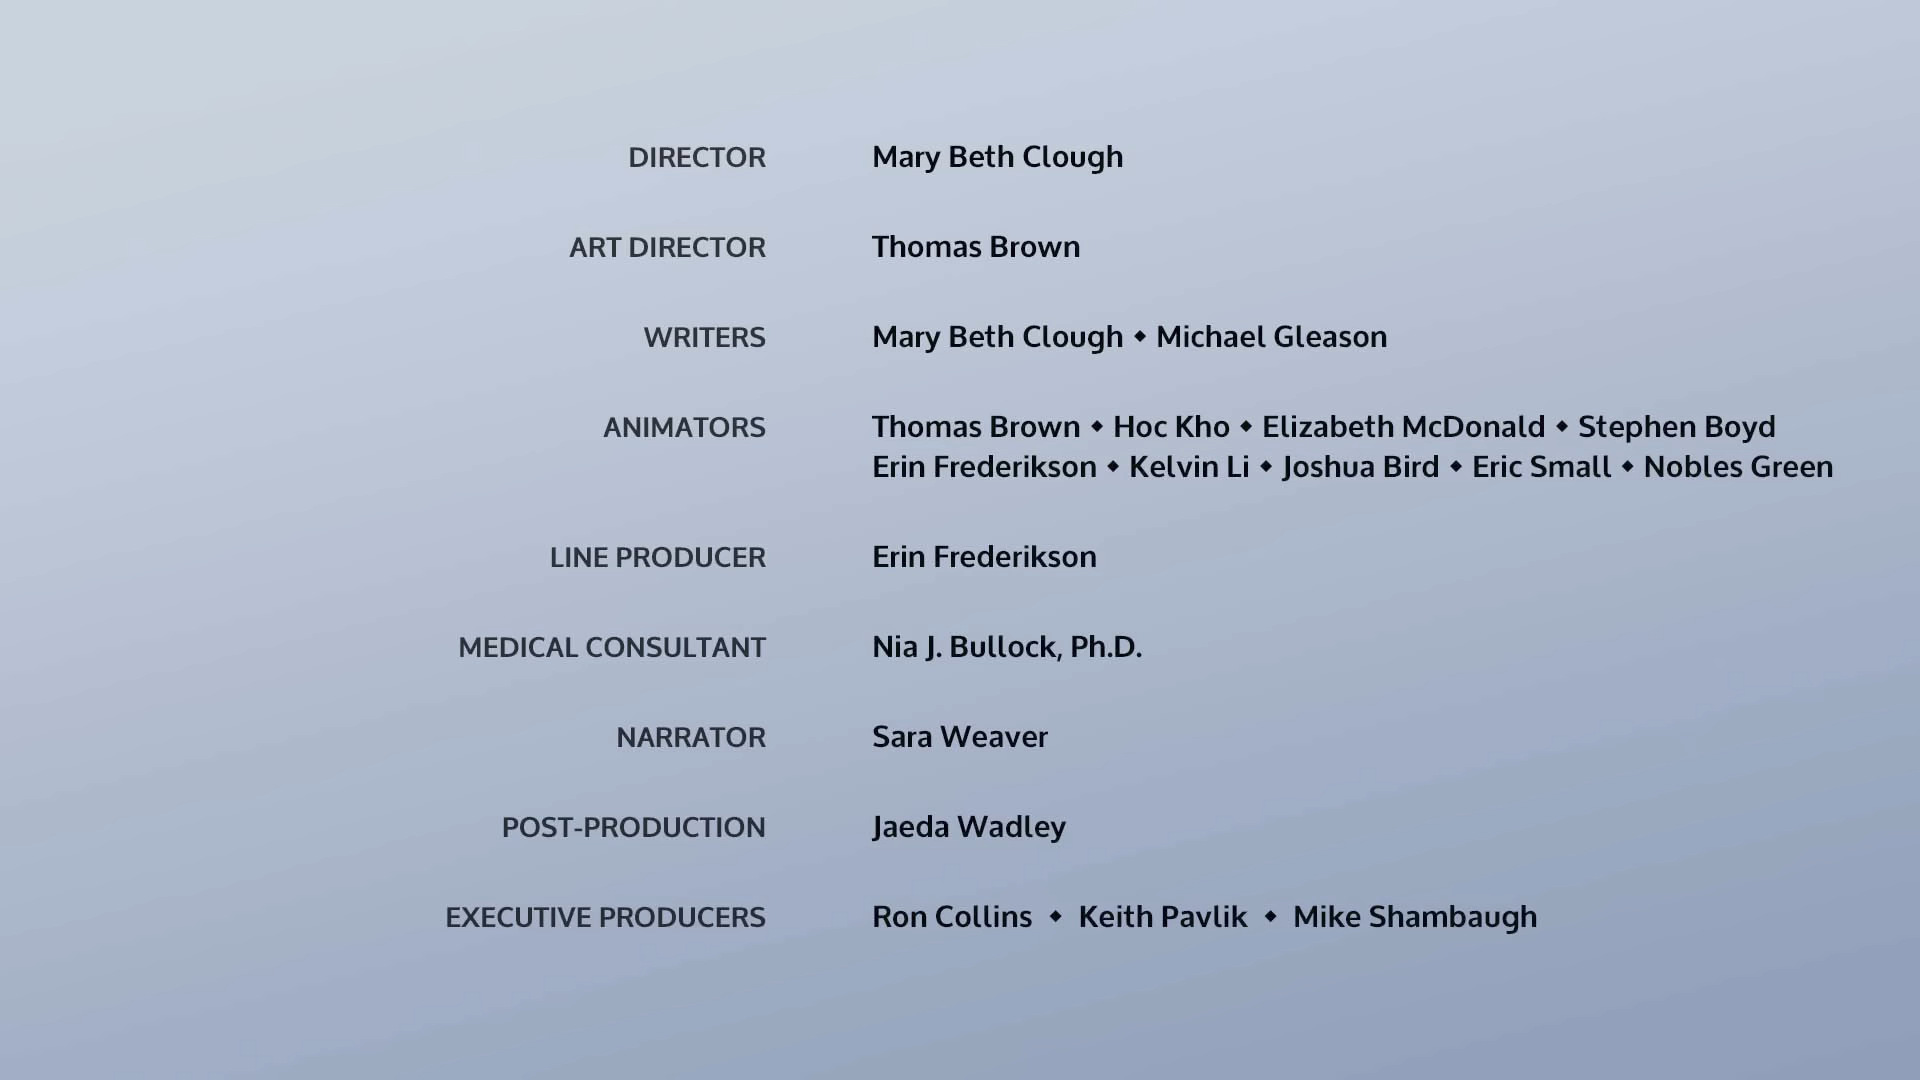 DIRECTOR Mary Beth Clough
ART DIRECTOR Thomas Brown
WRITERS Mary Beth Clough ◆ Michael Gleason
ANIMATORS Thomas Brown ◆ Hoc Kho ◆ Elizabeth McDonald ◆ Stephen Boyd
Erin Frederikson ◆ Kelvin Li ◆ Joshua Bird ◆ Eric Small ◆ Nobles Green
LINE PRODUCER Erin Frederikson
MEDICAL CONSULTANT Nia J. Bullock, Ph.D.
NARRATOR Sara Weaver
POST-PRODUCTION Jaeda Wadley
EXECUTIVE PRODUCERS Ron Collins ◆ Keith Pavlik ◆ Mike Shambaugh